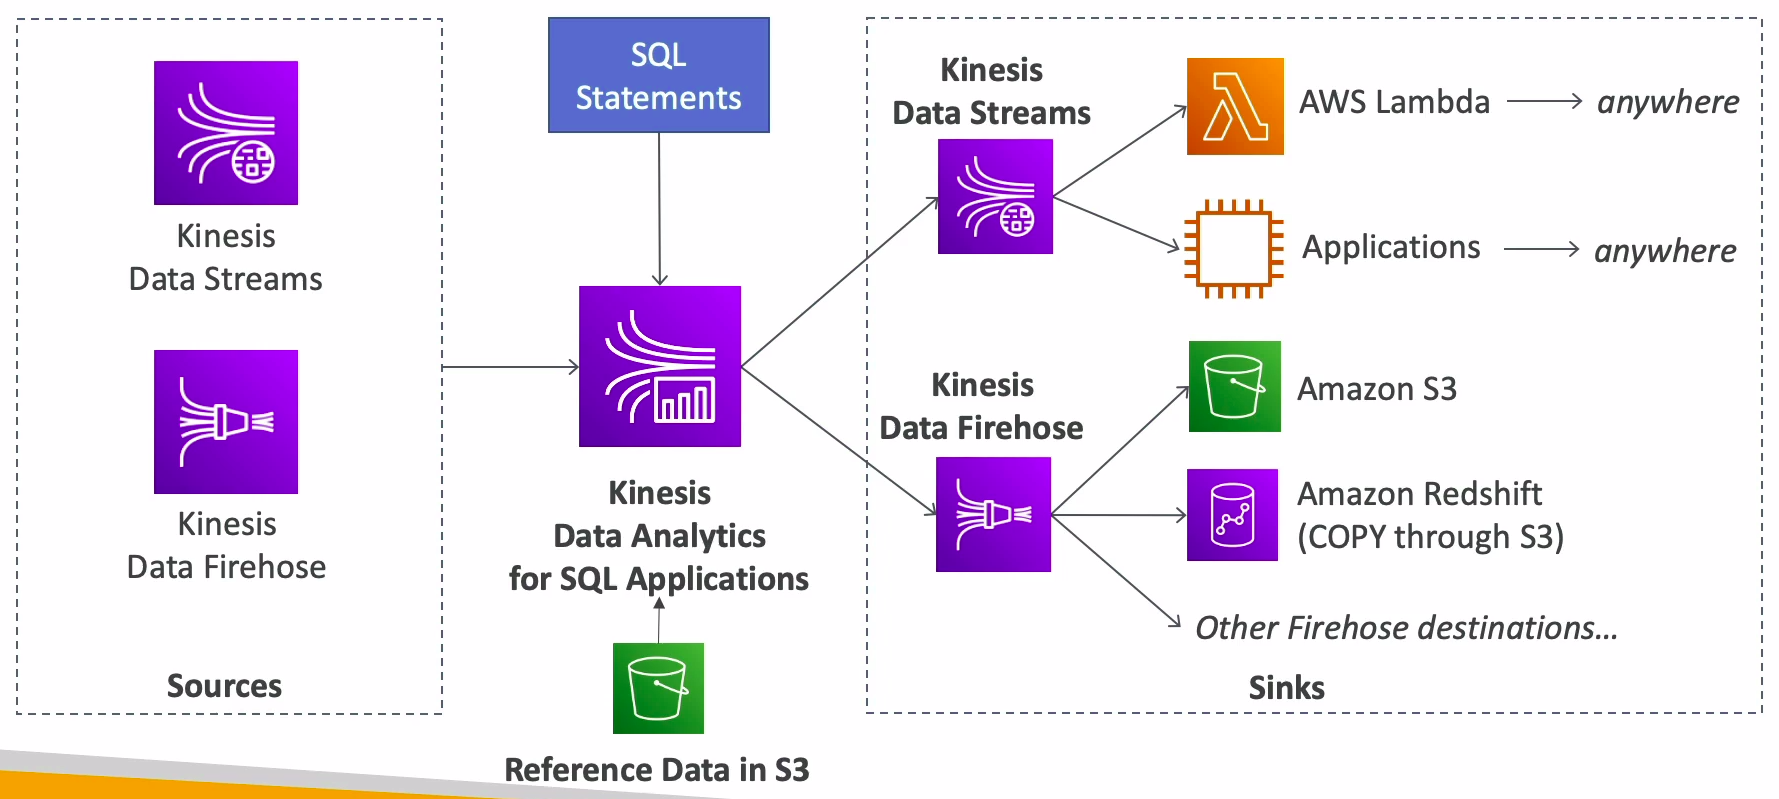 Kinesis
Data Streams
Kinesis
Data Firehose
Sources
SQL
Statements
Kinesis
Data Analytics
for SQL Applications
Reference Data in S3
Kinesis
Data Streams
AWS Lambda
anywhere
Applications
anywhere
Kinesis
Data Firehose
Amazon S3
Amazon Redshift
(COPY through S3)
Other Firehose destinations...
Sinks